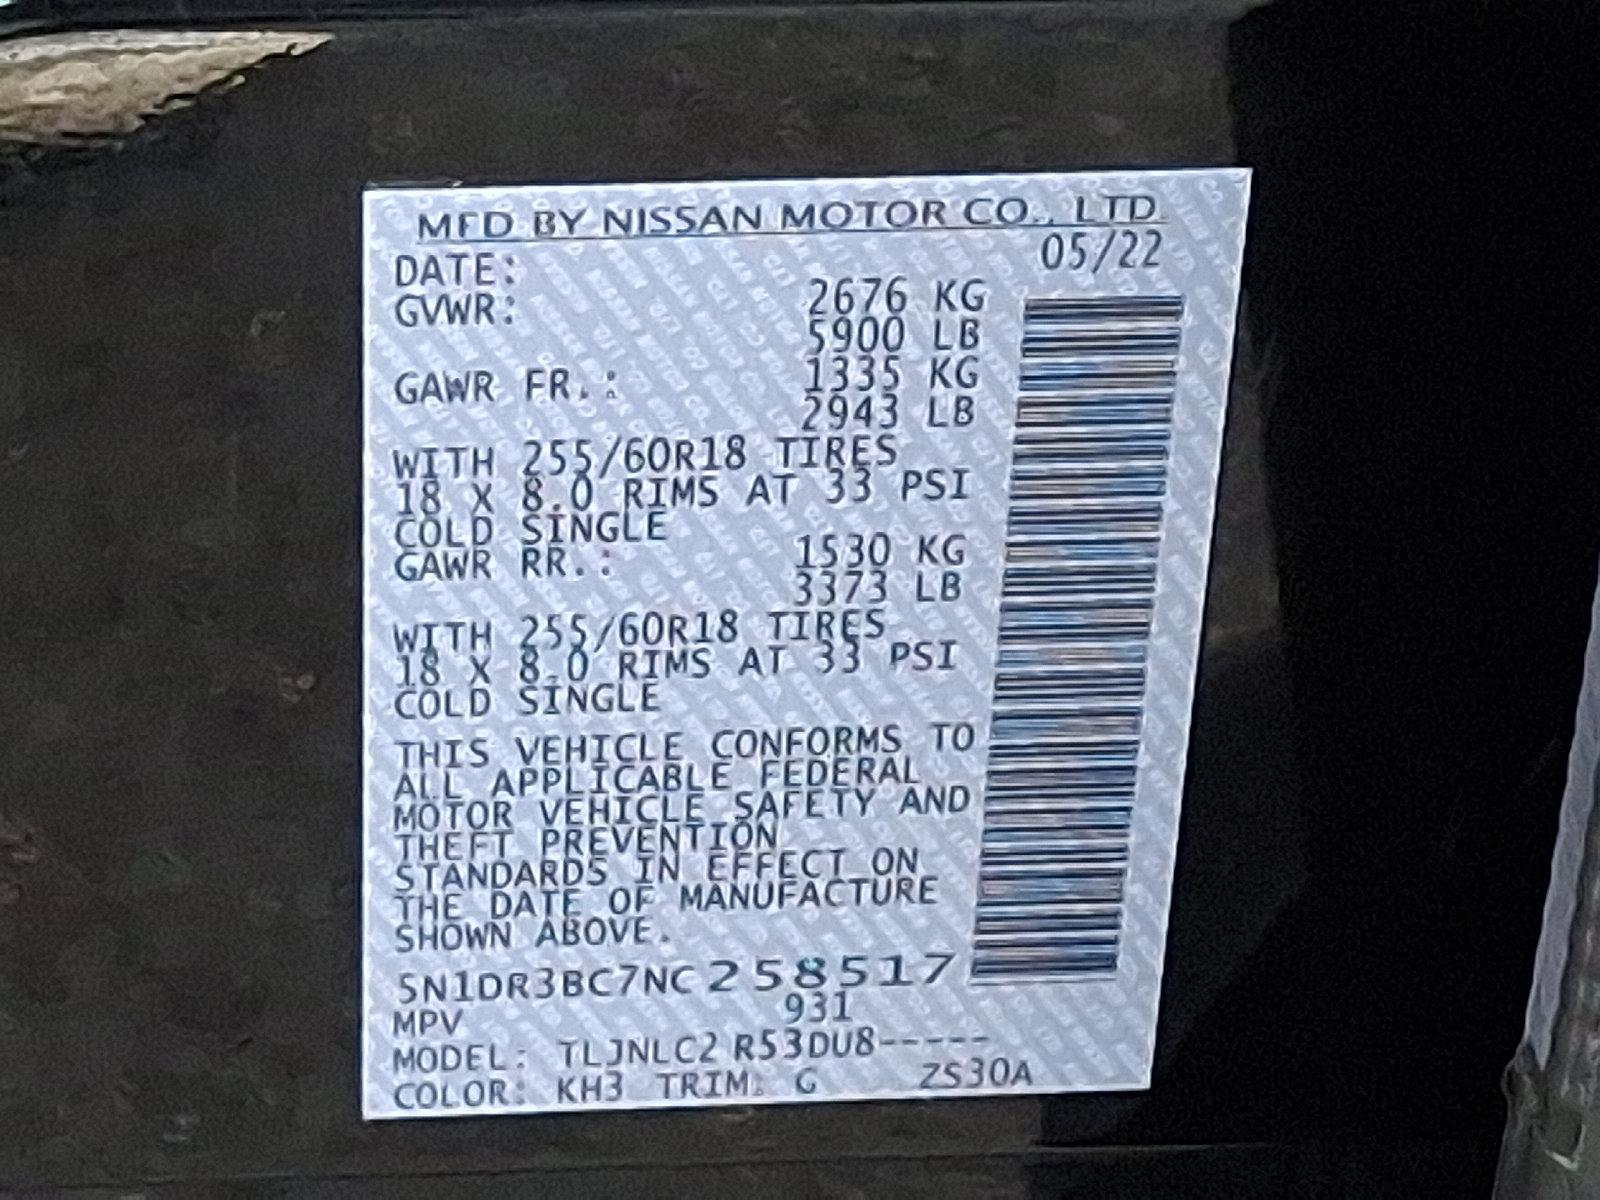 MFD BY NISSAN MOTOR CO., LTD.
DATE: 05/22
GVWR: 2676 KG
5900 LB
GAWR FR.: 1335 KG
2943 LB
WITH 255/60R18 TIRES
18 X 8.0 RIMS AT 33 PSI
COLD SINGLE
GAWR RR.: 1530 KG
3373 LB
WITH 255/60R18 TIRES
18 X 8.0 RIMS AT 33 PSI
COLD SINGLE
THIS VEHICLE CONFORMS TO
ALL APPLICABLE FEDERAL
MOTOR VEHICLE SAFETY AND
THEFT PREVENTION
STANDARDS IN EFFECT ON
THE DATE OF MANUFACTURE
SHOWN ABOVE.
5N1DR3BC7NC258517
MPV 931
MODEL: TLJNLC2 R53DU8-----
COLOR: KH3 TRIM: G ZS30A